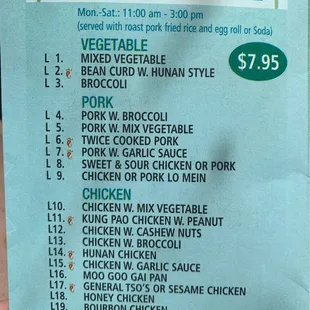 Mon.-Sat.: 11:00 am - 3:00 pm
(served with roast pork fried rice and egg roll or Soda)
$7.95
VEGETABLE
L 1. MIXED VEGETABLE
L 2. BEAN CURD W. HUNAN STYLE
L 3. BROCCOLI
PORK
L 4. PORK W. BROCCOLI
L 5. PORK W. MIX VEGETABLE
L 6. TWICE COOKED PORK
L 7. PORK W. GARLIC SAUCE
L 8. SWEET & SOUR CHICKEN OR PORK
L 9. CHICKEN OR PORK LO MEIN
CHICKEN
L10. CHICKEN W. MIX VEGETABLE
L11. KUNG PAO CHICKEN W. PEANUT
L12. CHICKEN W. CASHEW NUTS
L13. CHICKEN W. BROCCOLI
L14. HUNAN CHICKEN
L15. CHICKEN W. GARLIC SAUCE
L16. MOO GOO GAI PAN
L17. GENERAL TSO'S OR SESAME CHICKEN
L18. HONEY CHICKEN
L19. BOURBON CHICKEN